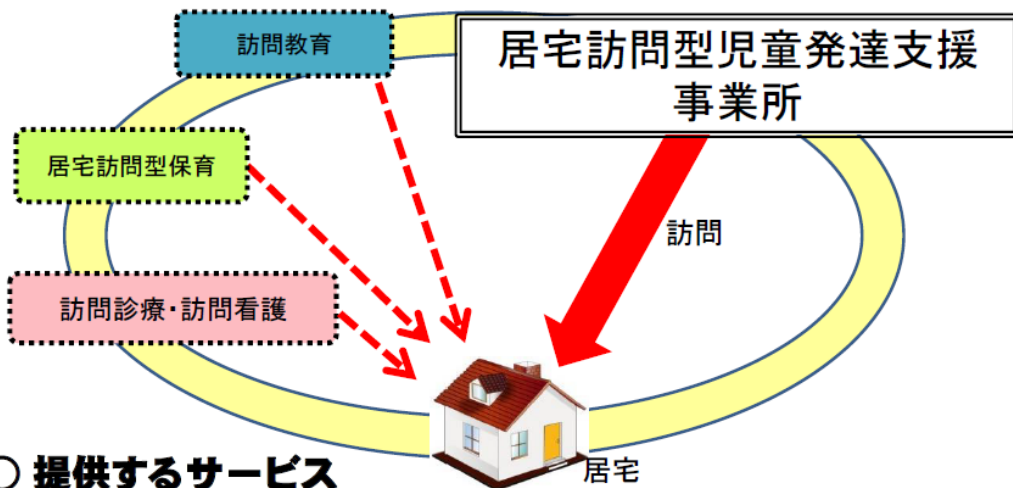 訪問教育
居宅訪問型児童発達支援
事業所
居宅訪問型保育
訪問
訪問診療・訪問看護
居宅
○ 提供するサービス